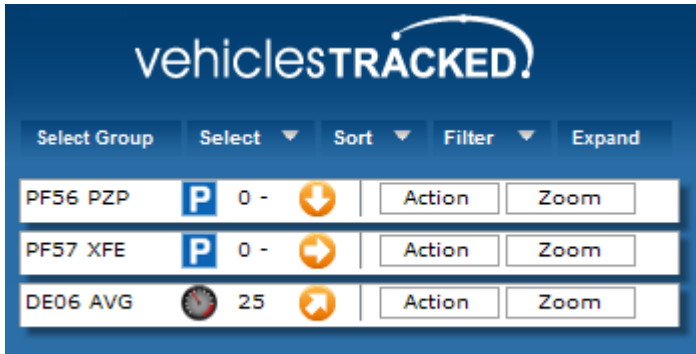 vehiclesTRACKED
Select Group Select Sort Filter Expand
PF56 PZP P 0 - Action Zoom
PF57 XFE P 0 - Action Zoom
DE06 AVG 25 Action Zoom